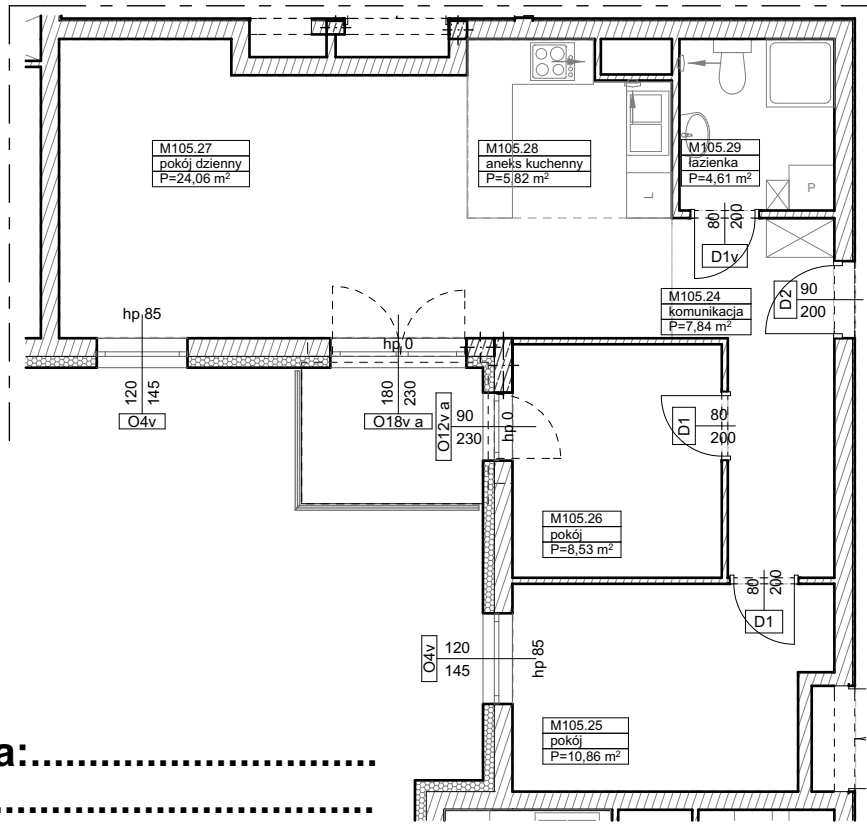 M105.27
pokój dzienny
P=24,06 m²
M105.28
aneks kuchenny
P=5,82 m²
M105.29
łazienka
P=4,61 m²
L
P
80
200
D1v
M105.24
komunikacja
P=7,84 m²
D2
90
200
hp 85
120
145
O4v
hp 0
180
230
O18v a
O12v a
90
230
hp 0
D1
80
200
M105.26
pokój
P=8,53 m²
80
200
D1
O4v
120
145
hp 85
M105.25
pokój
P=10,86 m²
a:..............................
..................................